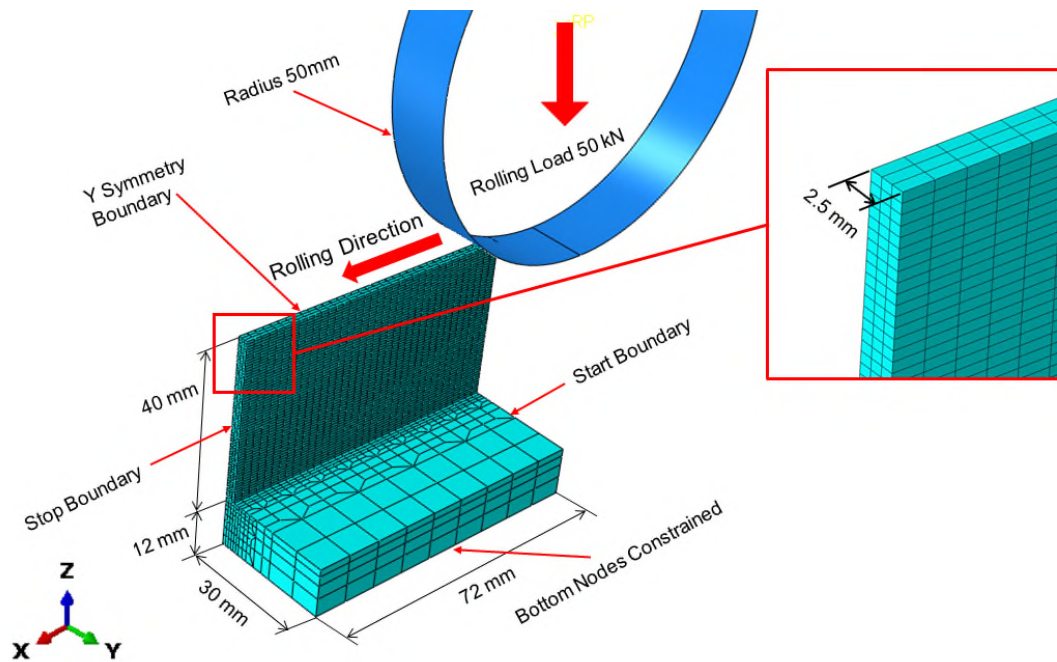 RP
Radius 50mm
Rolling Load 50 kN
Y Symmetry
Boundary
Rolling Direction
2.5 mm
Start Boundary
40 mm
Stop Boundary
12 mm
30 mm
72 mm
Bottom Nodes Constrained
Z
X
Y